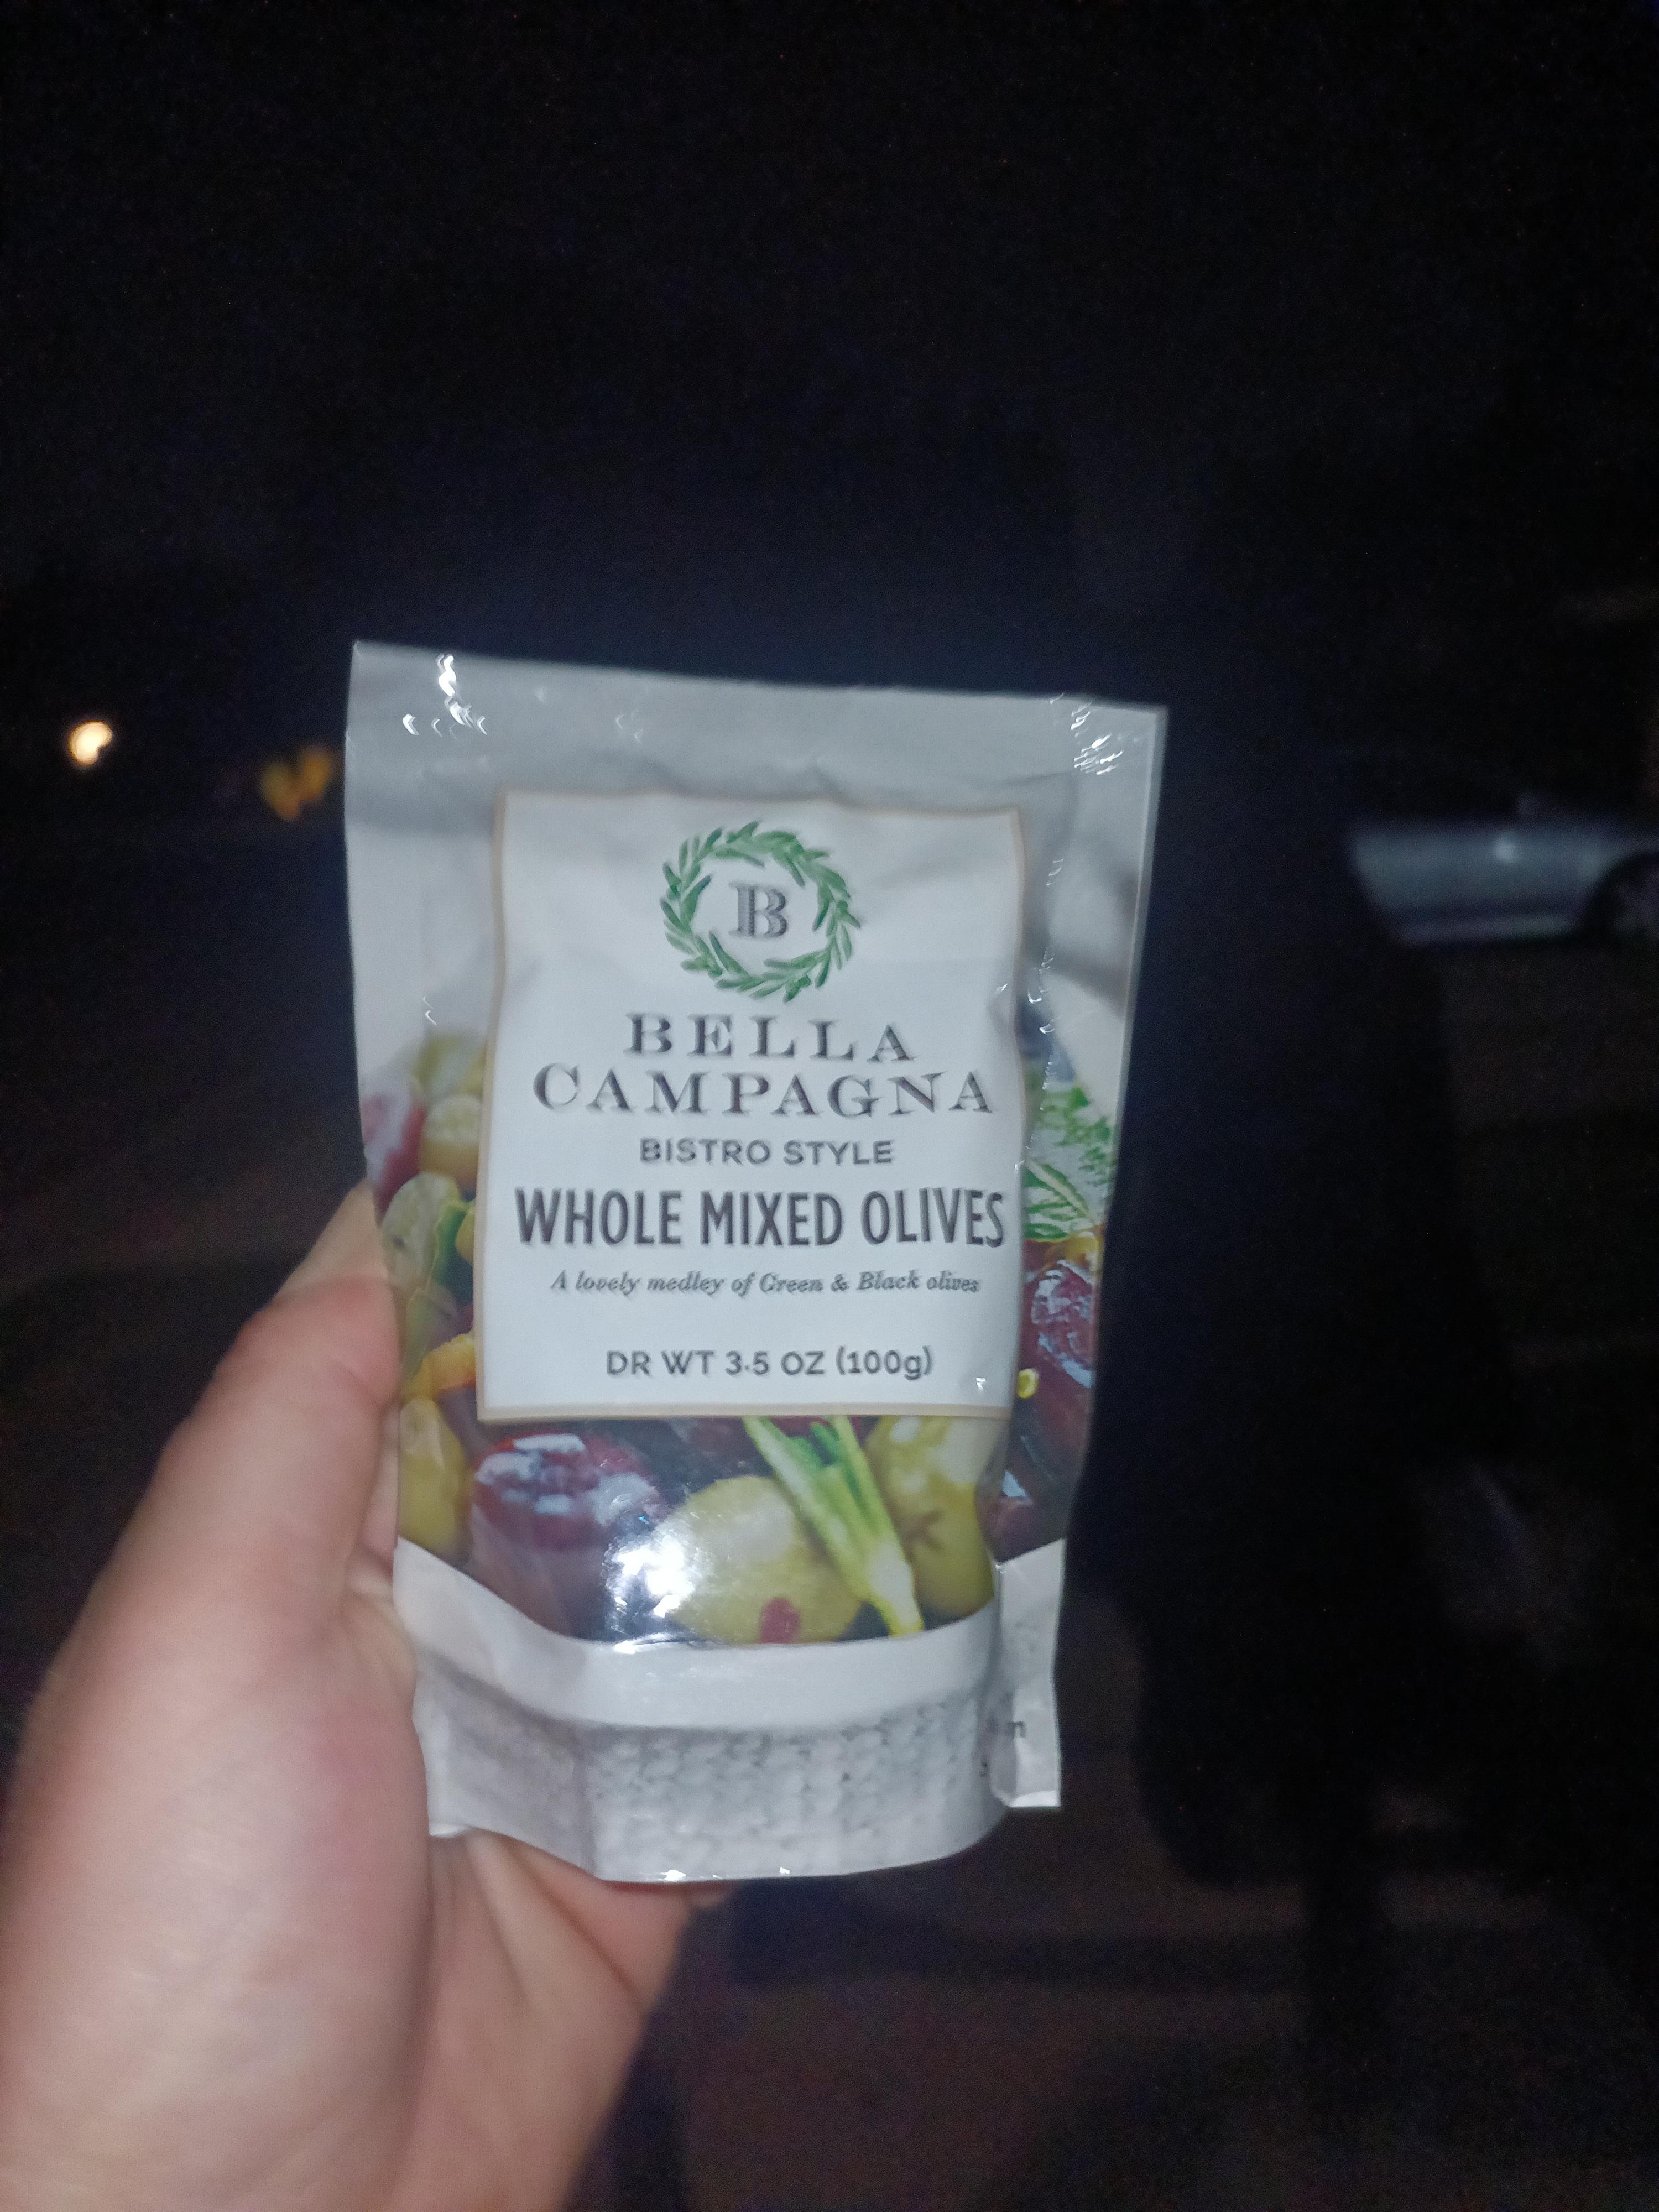 B
BELLA
CAMPAGNA
BISTRO STYLE
WHOLE MIXED OLIVES
A lovely medley of Green & Black olives
DR WT 3.5 OZ (100g)